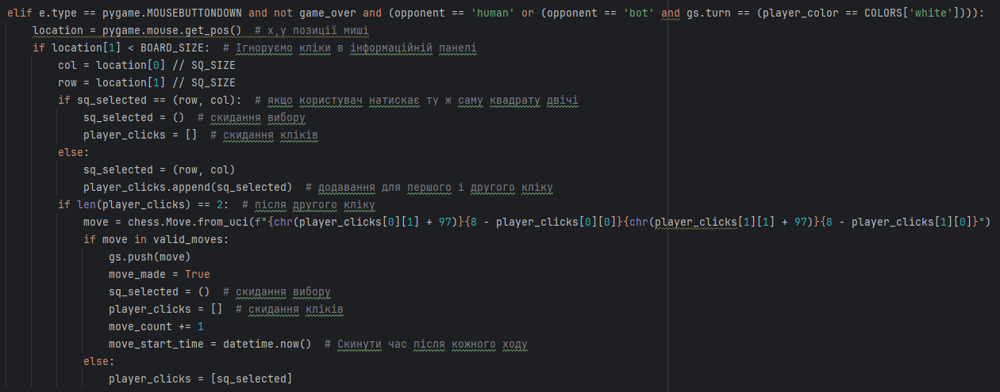 elif e.type == pygame.MOUSEBUTTONDOWN and not game_over and (opponent == 'human' or (opponent == 'bot' and gs.turn == (player_color == COLORS['white']))):
    location = pygame.mouse.get_pos()  # x,y позиції миші
    if location[1] < BOARD_SIZE:  # Ігноруємо кліки в інформаційній панелі
        col = location[0] // SQ_SIZE
        row = location[1] // SQ_SIZE
        if sq_selected == (row, col):  # якщо користувач натискає ту ж саму квадрату двічі
            sq_selected = ()  # скидання вибору
            player_clicks = []  # скидання кліків
        else:
            sq_selected = (row, col)
            player_clicks.append(sq_selected)  # додавання для першого і другого кліку
        if len(player_clicks) == 2:  # після другого кліку
            move = chess.Move.from_uci(f"{chr(player_clicks[0][1] + 97)}{8 - player_clicks[0][0]}{chr(player_clicks[1][1] + 97)}{8 - player_clicks[1][0]}")
            if move in valid_moves:
                gs.push(move)
                move_made = True
                sq_selected = ()  # скидання вибору
                player_clicks = []  # скидання кліків
                move_count += 1
                move_start_time = datetime.now()  # Скинути час після кожного ходу
            else:
                player_clicks = [sq_selected]